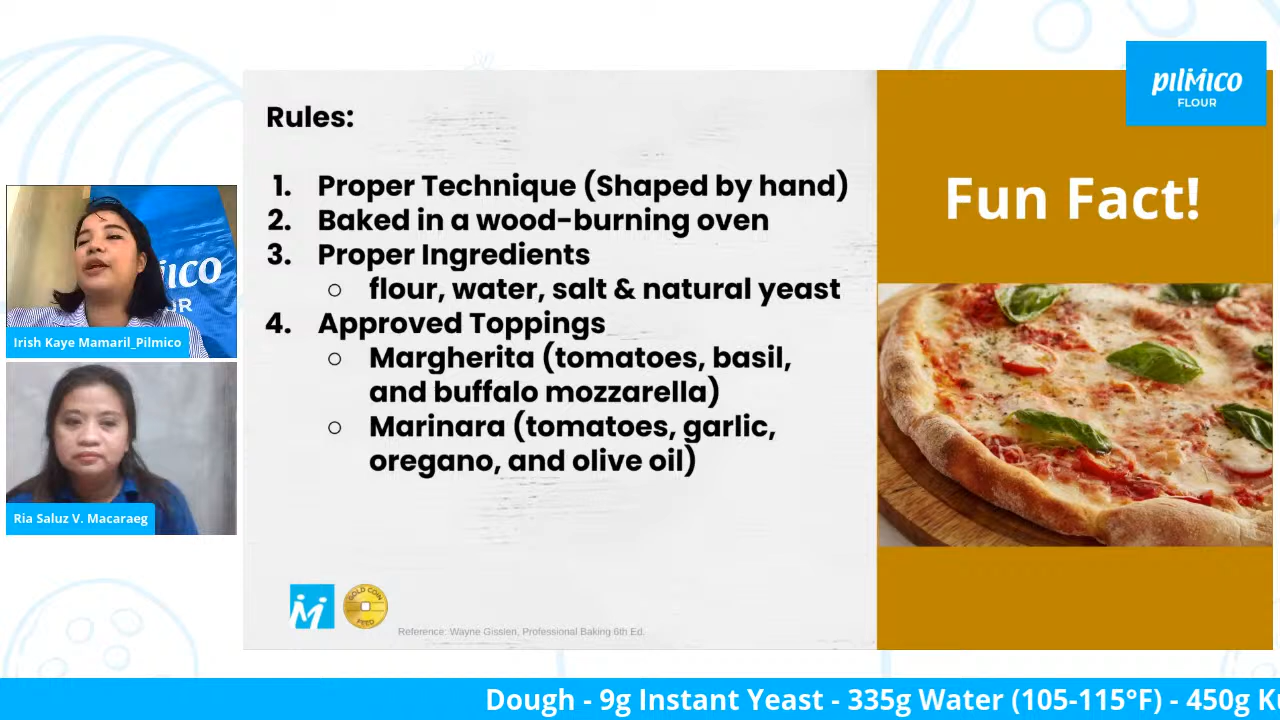 pilmico
FLOUR
Rules:
1. Proper Technique (Shaped by hand)
2. Baked in a wood-burning oven
3. Proper Ingredients
○ flour, water, salt & natural yeast
4. Approved Toppings
○ Margherita (tomatoes, basil,
and buffalo mozzarella)
○ Marinara (tomatoes, garlic,
oregano, and olive oil)
Fun Fact!
Irish Kaye Mamaril_Pilmico
Ria Saluz V. Macaraeg
GOLD COIN
FEED
Reference: Wayne Gisslen, Professional Baking 6th Ed.
Dough - 9g Instant Yeast - 335g Water (105-115°F) - 450g